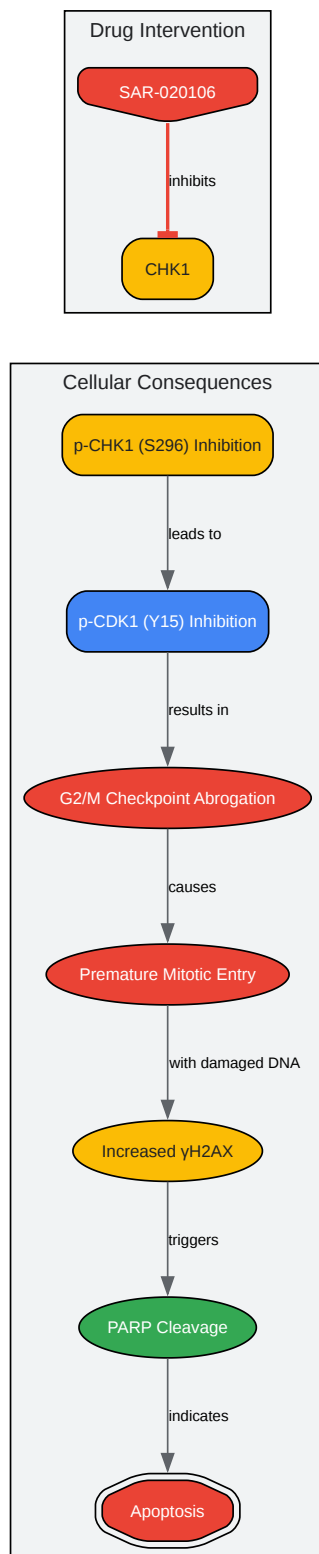 Drug Intervention
SAR-020106
inhibits
CHK1
Cellular Consequences
p-CHK1 (S296) Inhibition
leads to
p-CDK1 (Y15) Inhibition
results in
G2/M Checkpoint Abrogation
causes
Premature Mitotic Entry
with damaged DNA
Increased γH2AX
triggers
PARP Cleavage
indicates
Apoptosis